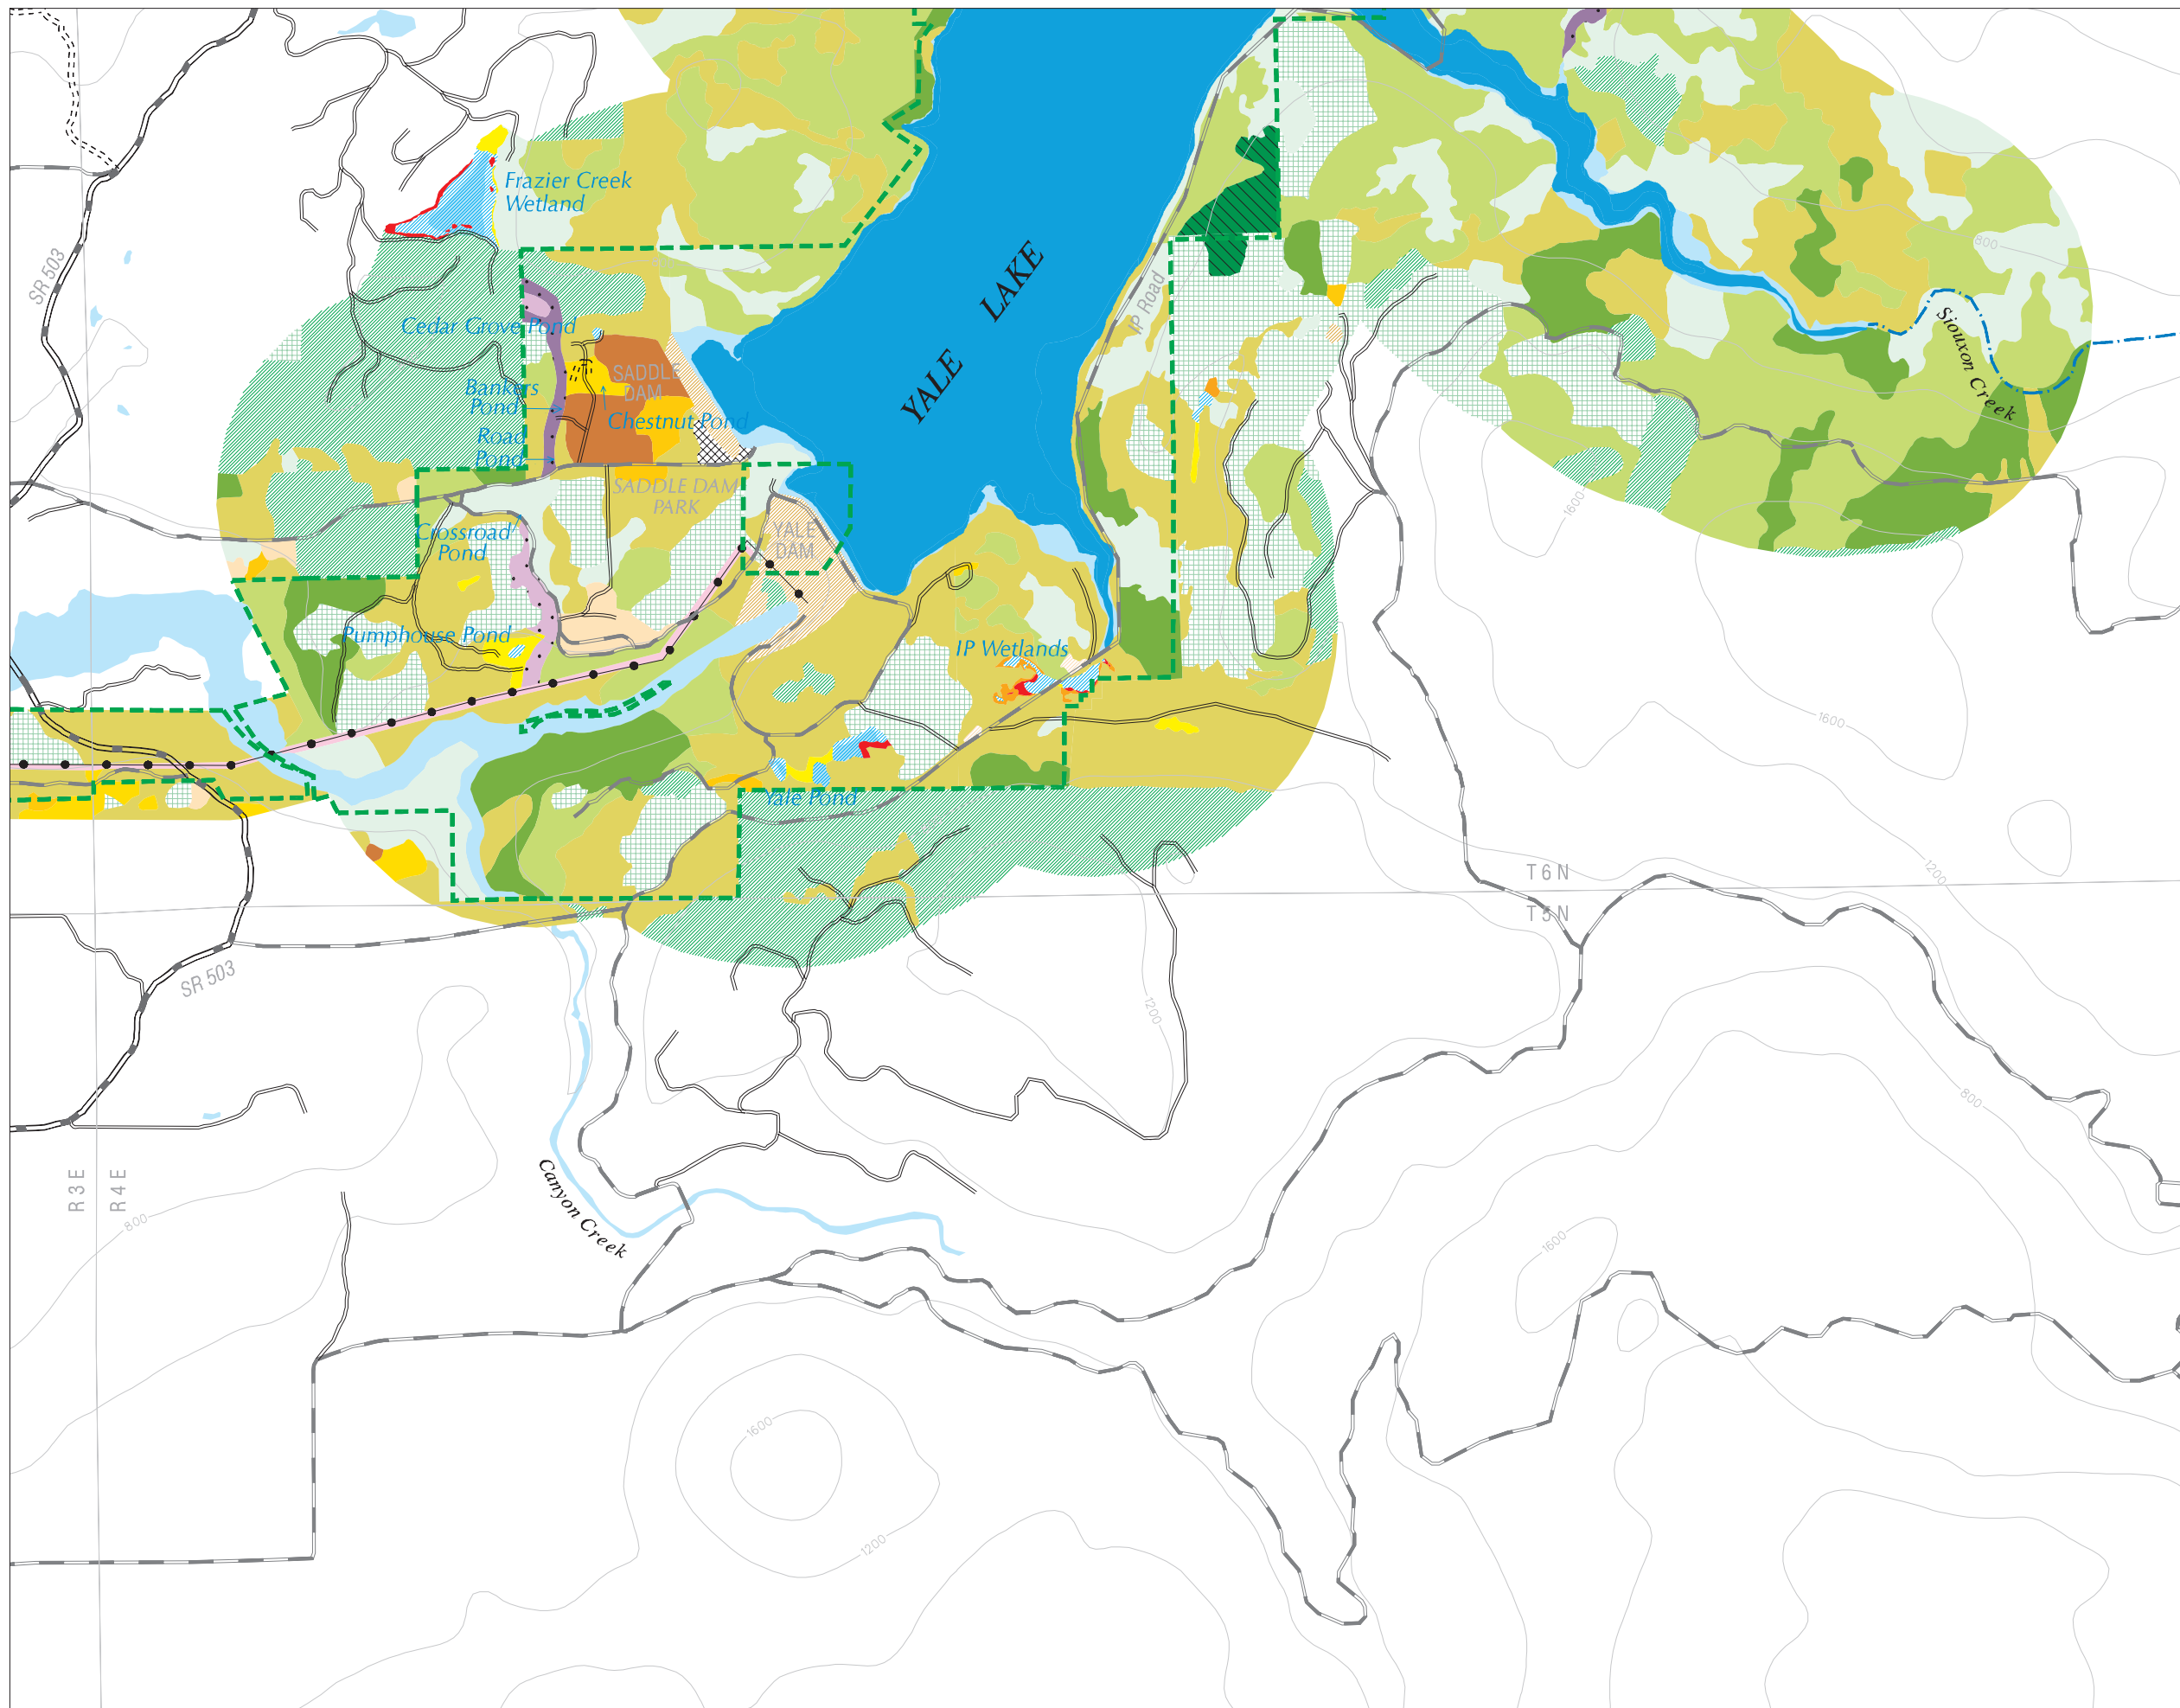 Frazier Creek
Wetland
SR 503
YALE LAKE
IP Road
800
Siouxon Creek
Cedar Grove Pond
SADDLE
DAM
Bankers
Pond
Chestnut Pond
Road
Pond
SADDLE DAM
PARK
1600
Crossroad
Pond
YALE
DAM
Pumphouse Pond
IP Wetlands
1600
Yale Pond
T 6 N
T 5 N
1200
SR 503
1200
800
R 3 E
R 4 E
800
Canyon Creek
1600
1600
1200